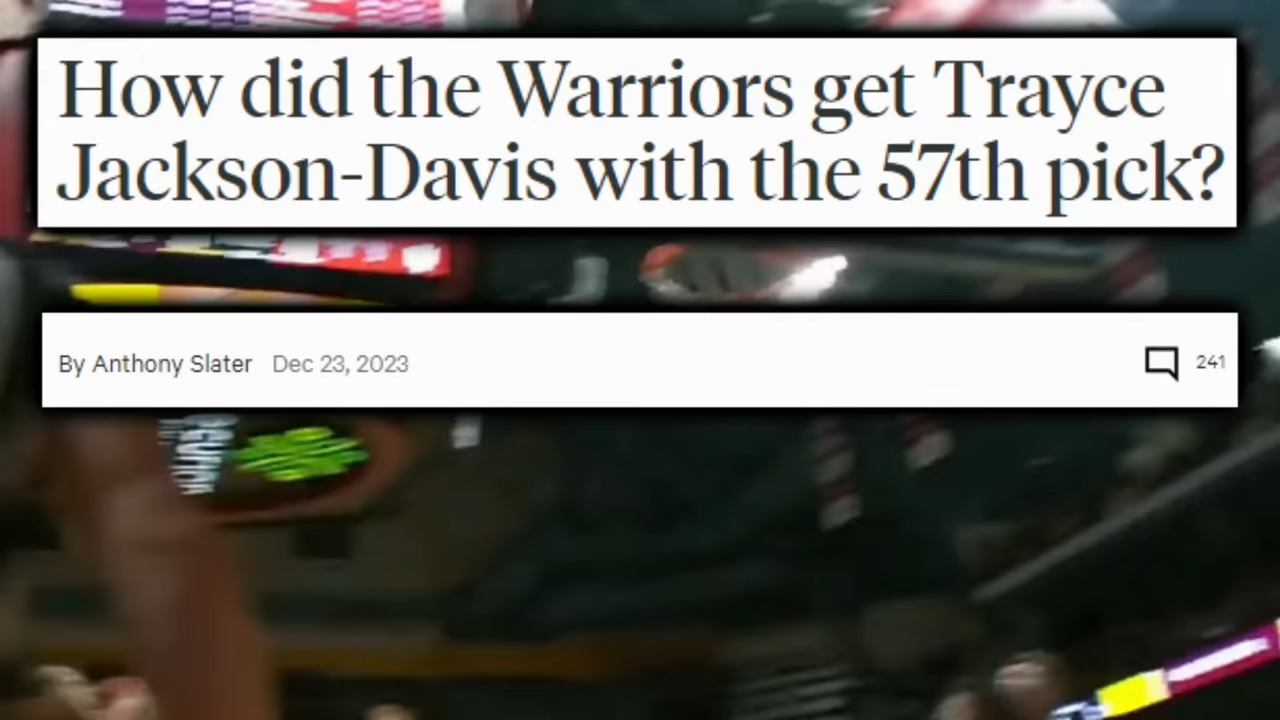 How did the Warriors get Trayce
Jackson-Davis with the 57th pick?
By Anthony Slater Dec 23, 2023
241